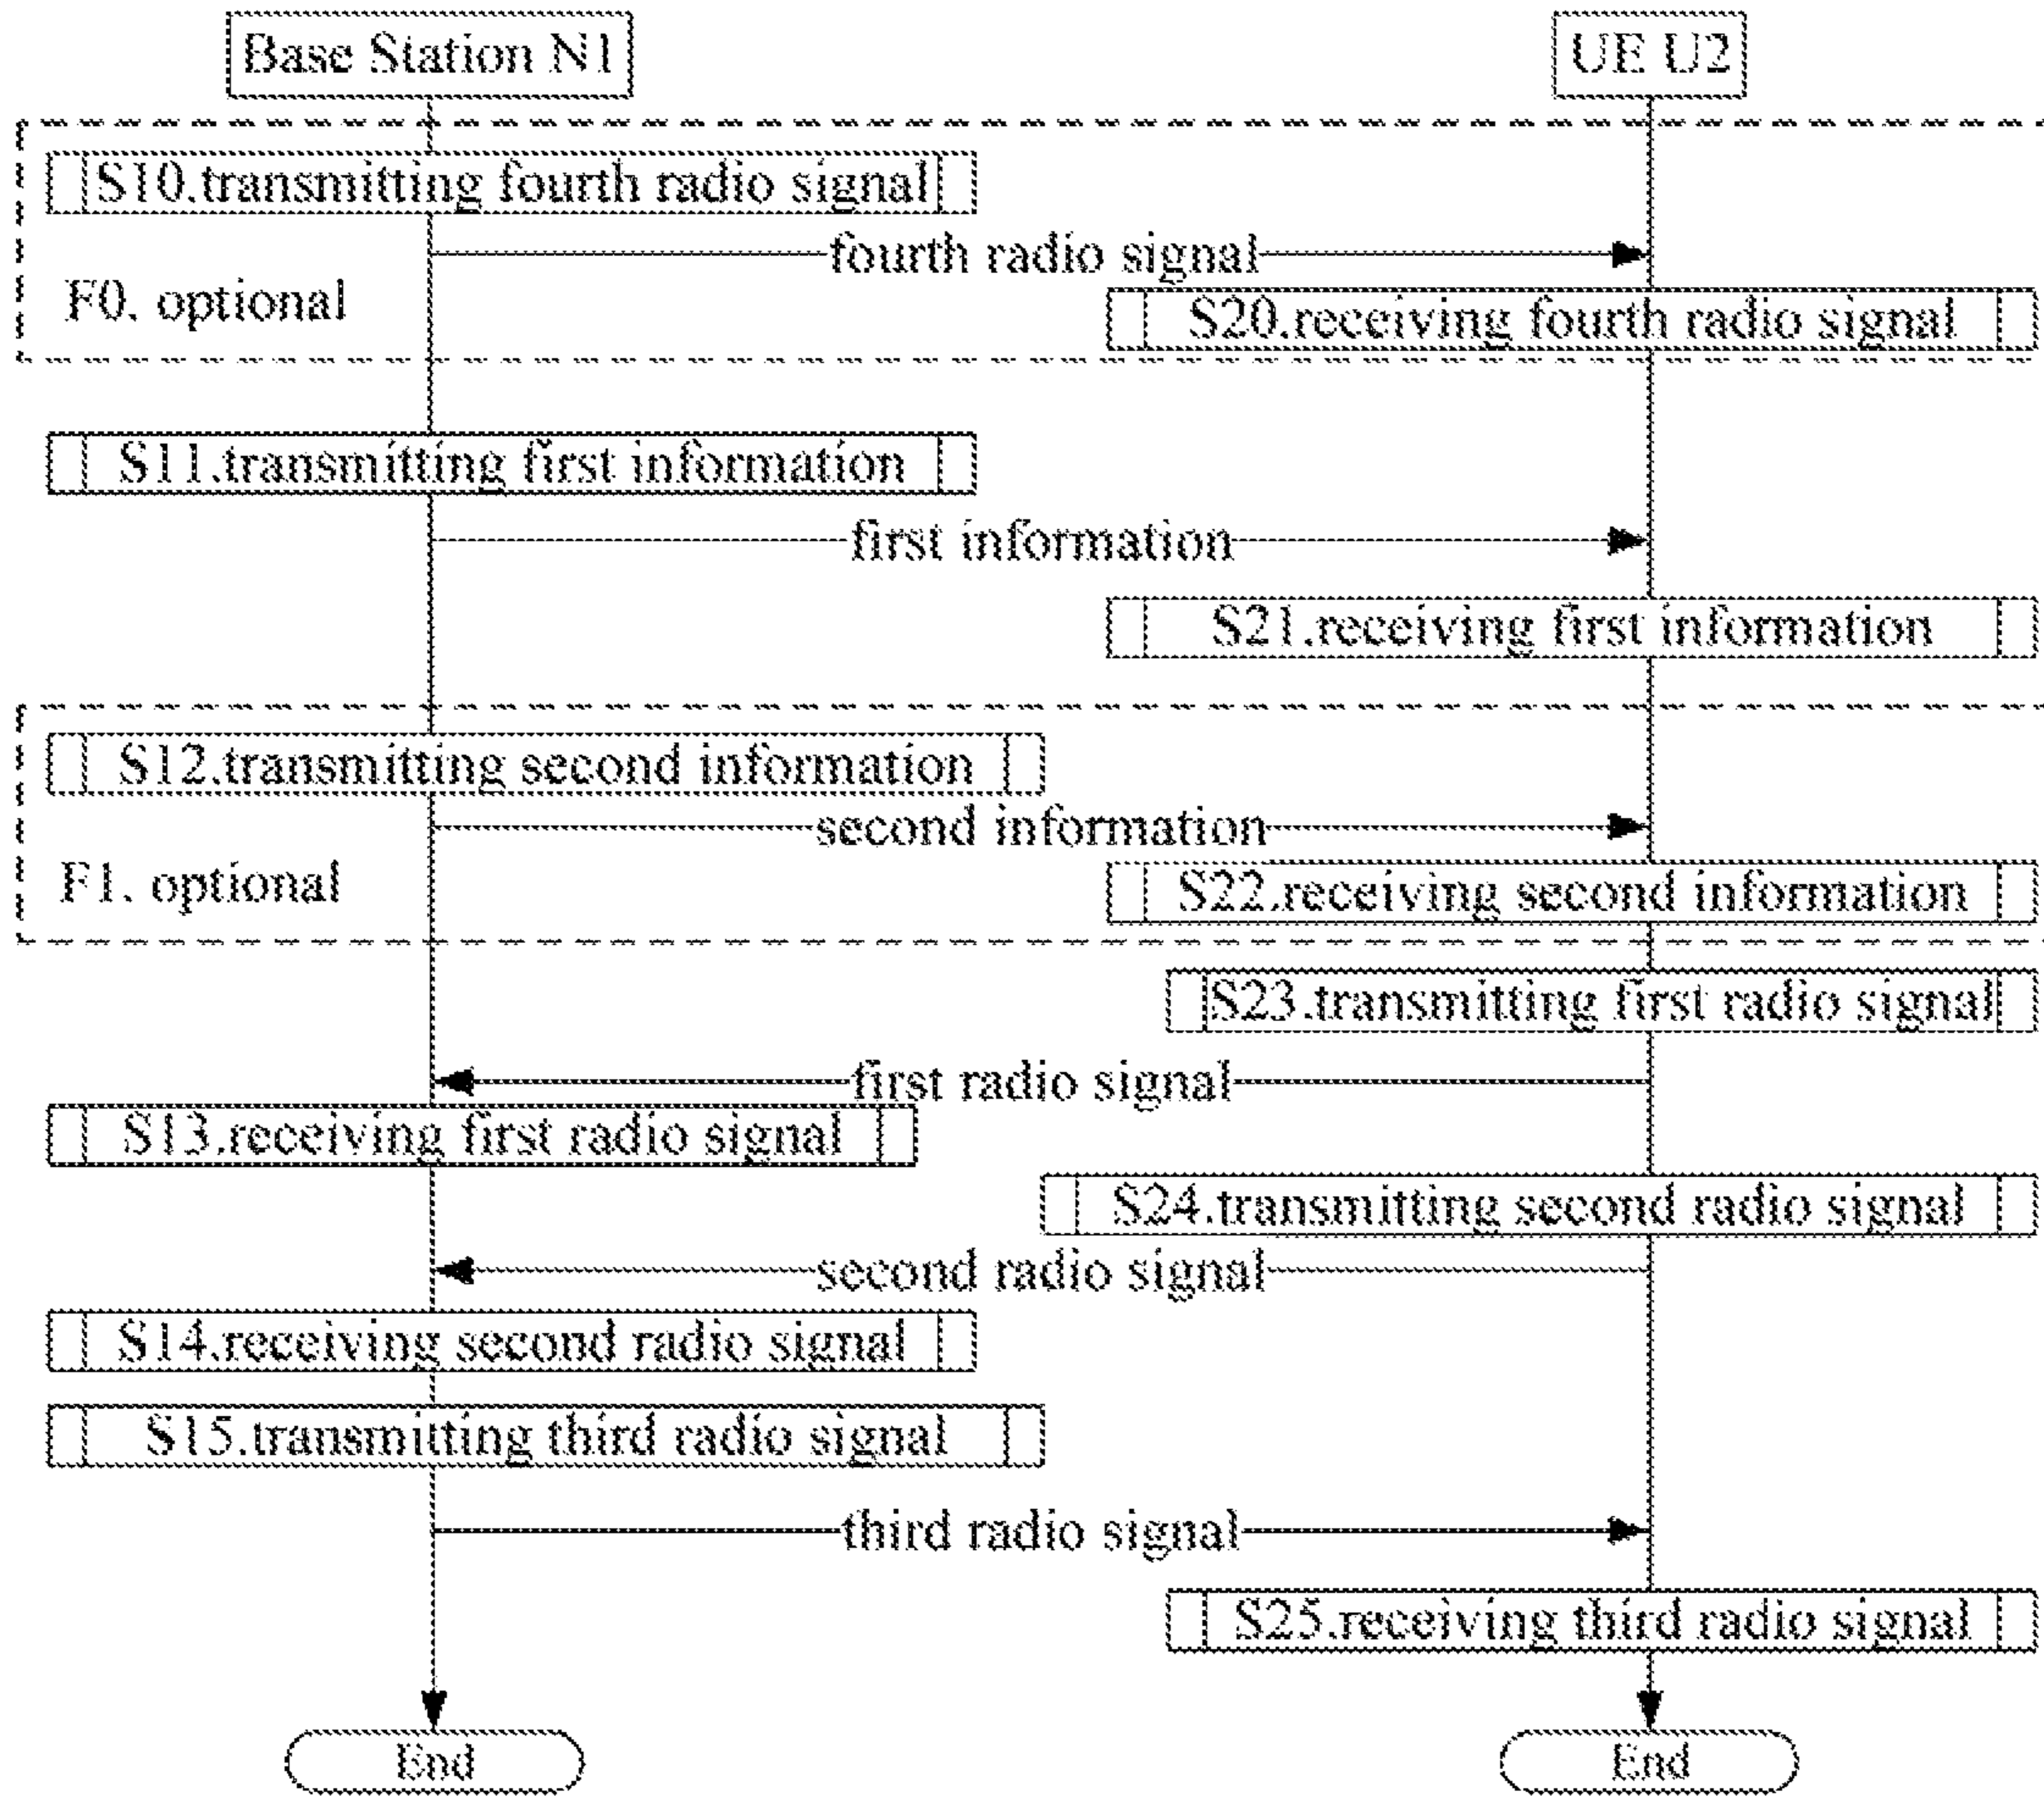 Base Station N1
UE U2
S10.transmitting fourth radio signal
fourth radio signal
F0. optional
S20.receiving fourth radio signal
S11.transmitting first information
first information
S21.receiving first information
S12.transmitting second information
second information
F1. optional
S22.receiving second information
S23.transmitting first radio signal
first radio signal
S13.receiving first radio signal
S24.transmitting second radio signal
second radio signal
S14.receiving second radio signal
S15.transmitting third radio signal
third radio signal
S25.receiving third radio signal
End
End